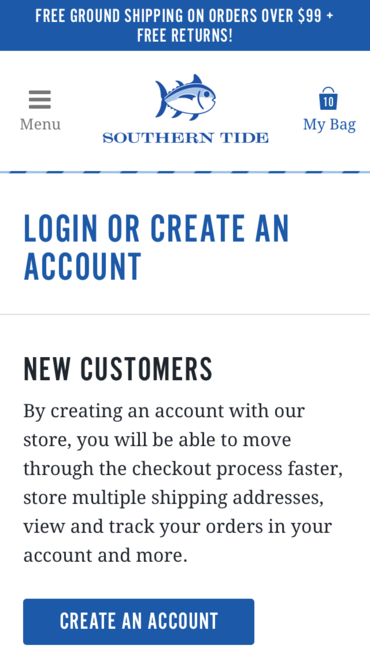 FREE GROUND SHIPPING ON ORDERS OVER $99 +
FREE RETURNS!
Menu
SOUTHERN TIDE
10
My Bag
LOGIN OR CREATE AN
ACCOUNT
NEW CUSTOMERS
By creating an account with our
store, you will be able to move
through the checkout process faster,
store multiple shipping addresses,
view and track your orders in your
account and more.
CREATE AN ACCOUNT